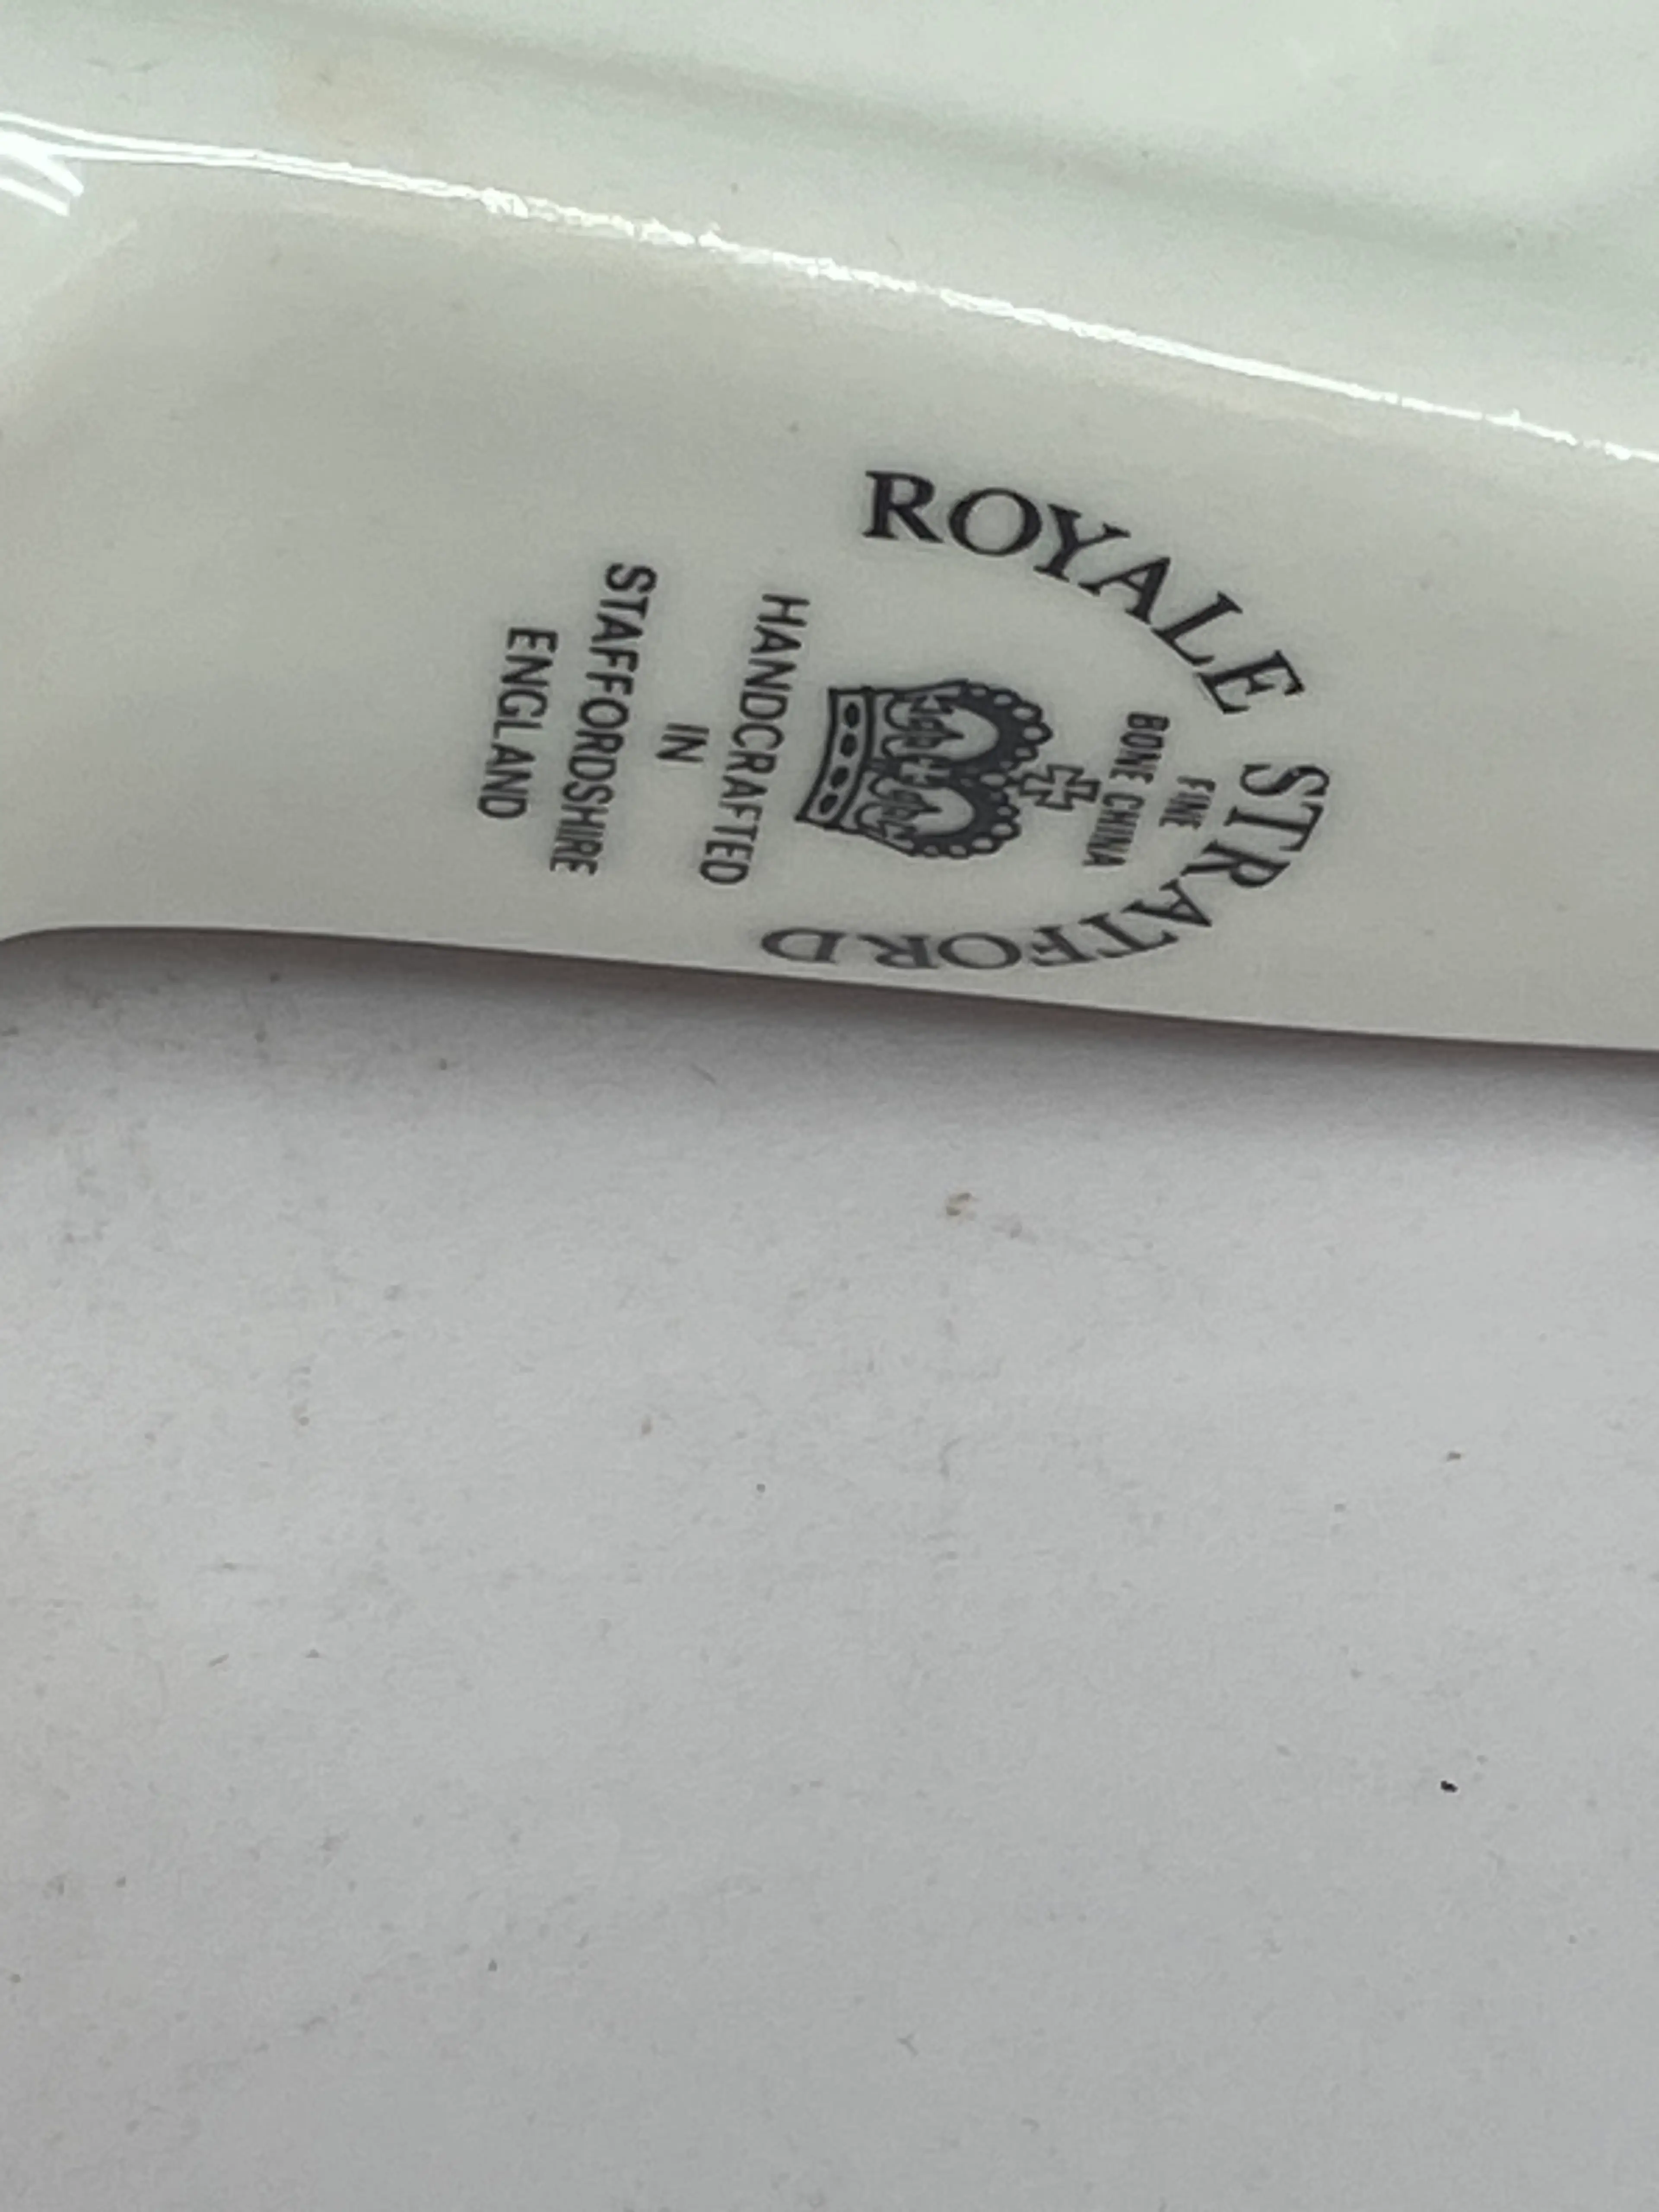 ROYALE STRATFORD
FINE
BONE CHINA
HANDCRAFTED
IN
STAFFORDSHIRE
ENGLAND